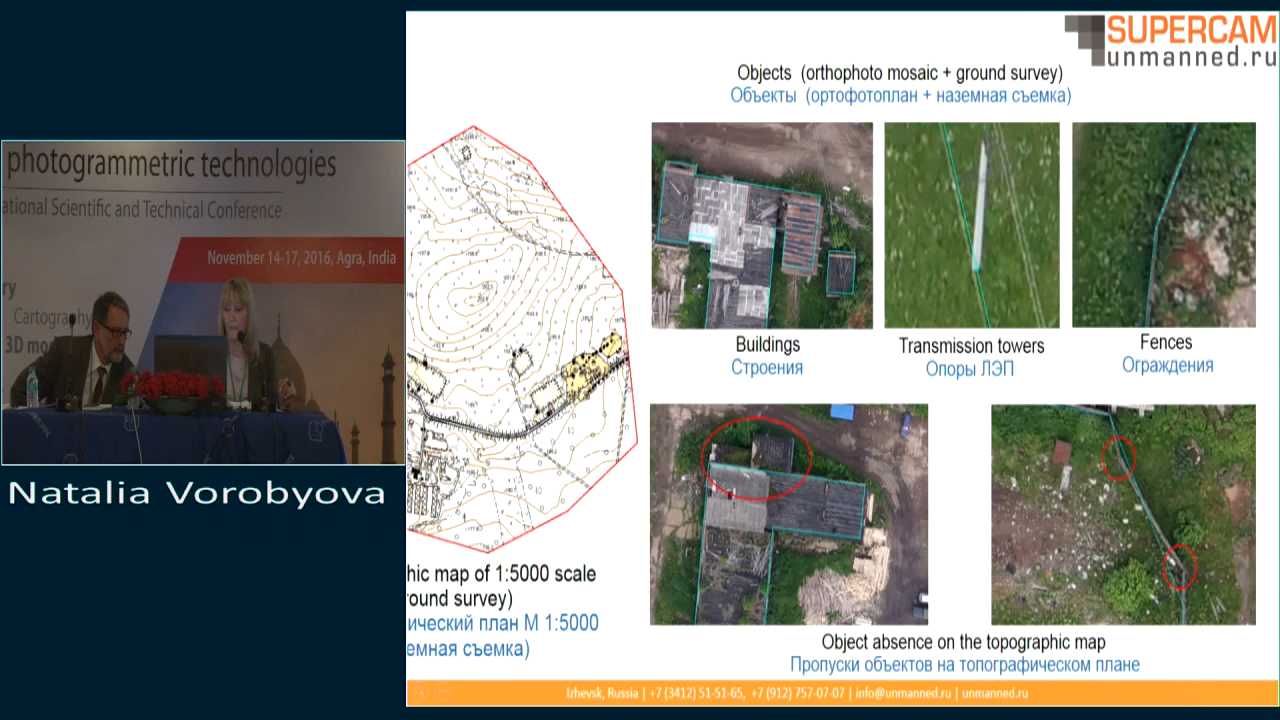 photogrammetric technologies
ational Scientific and Technical Conference
November 14-17, 2016, Agra, India
ry
Cartography
3D mo
Natalia Vorobyova
SUPERCAM
unmanned.ru
Objects (orthophoto mosaic + ground survey)
Объекты (ортофотоплан + наземная съемка)
Buildings
Строения
Transmission towers
Опоры ЛЭП
Fences
Ограждения
hic map of 1:5000 scale
round survey)
ический план М 1:5000
емная съемка)
Object absence on the topographic map
Пропуски объектов на топографическом плане
Izhevsk, Russia | +7 (3412) 51-51-65, +7 (912) 757-07-07 | info@unmanned.ru | unmanned.ru